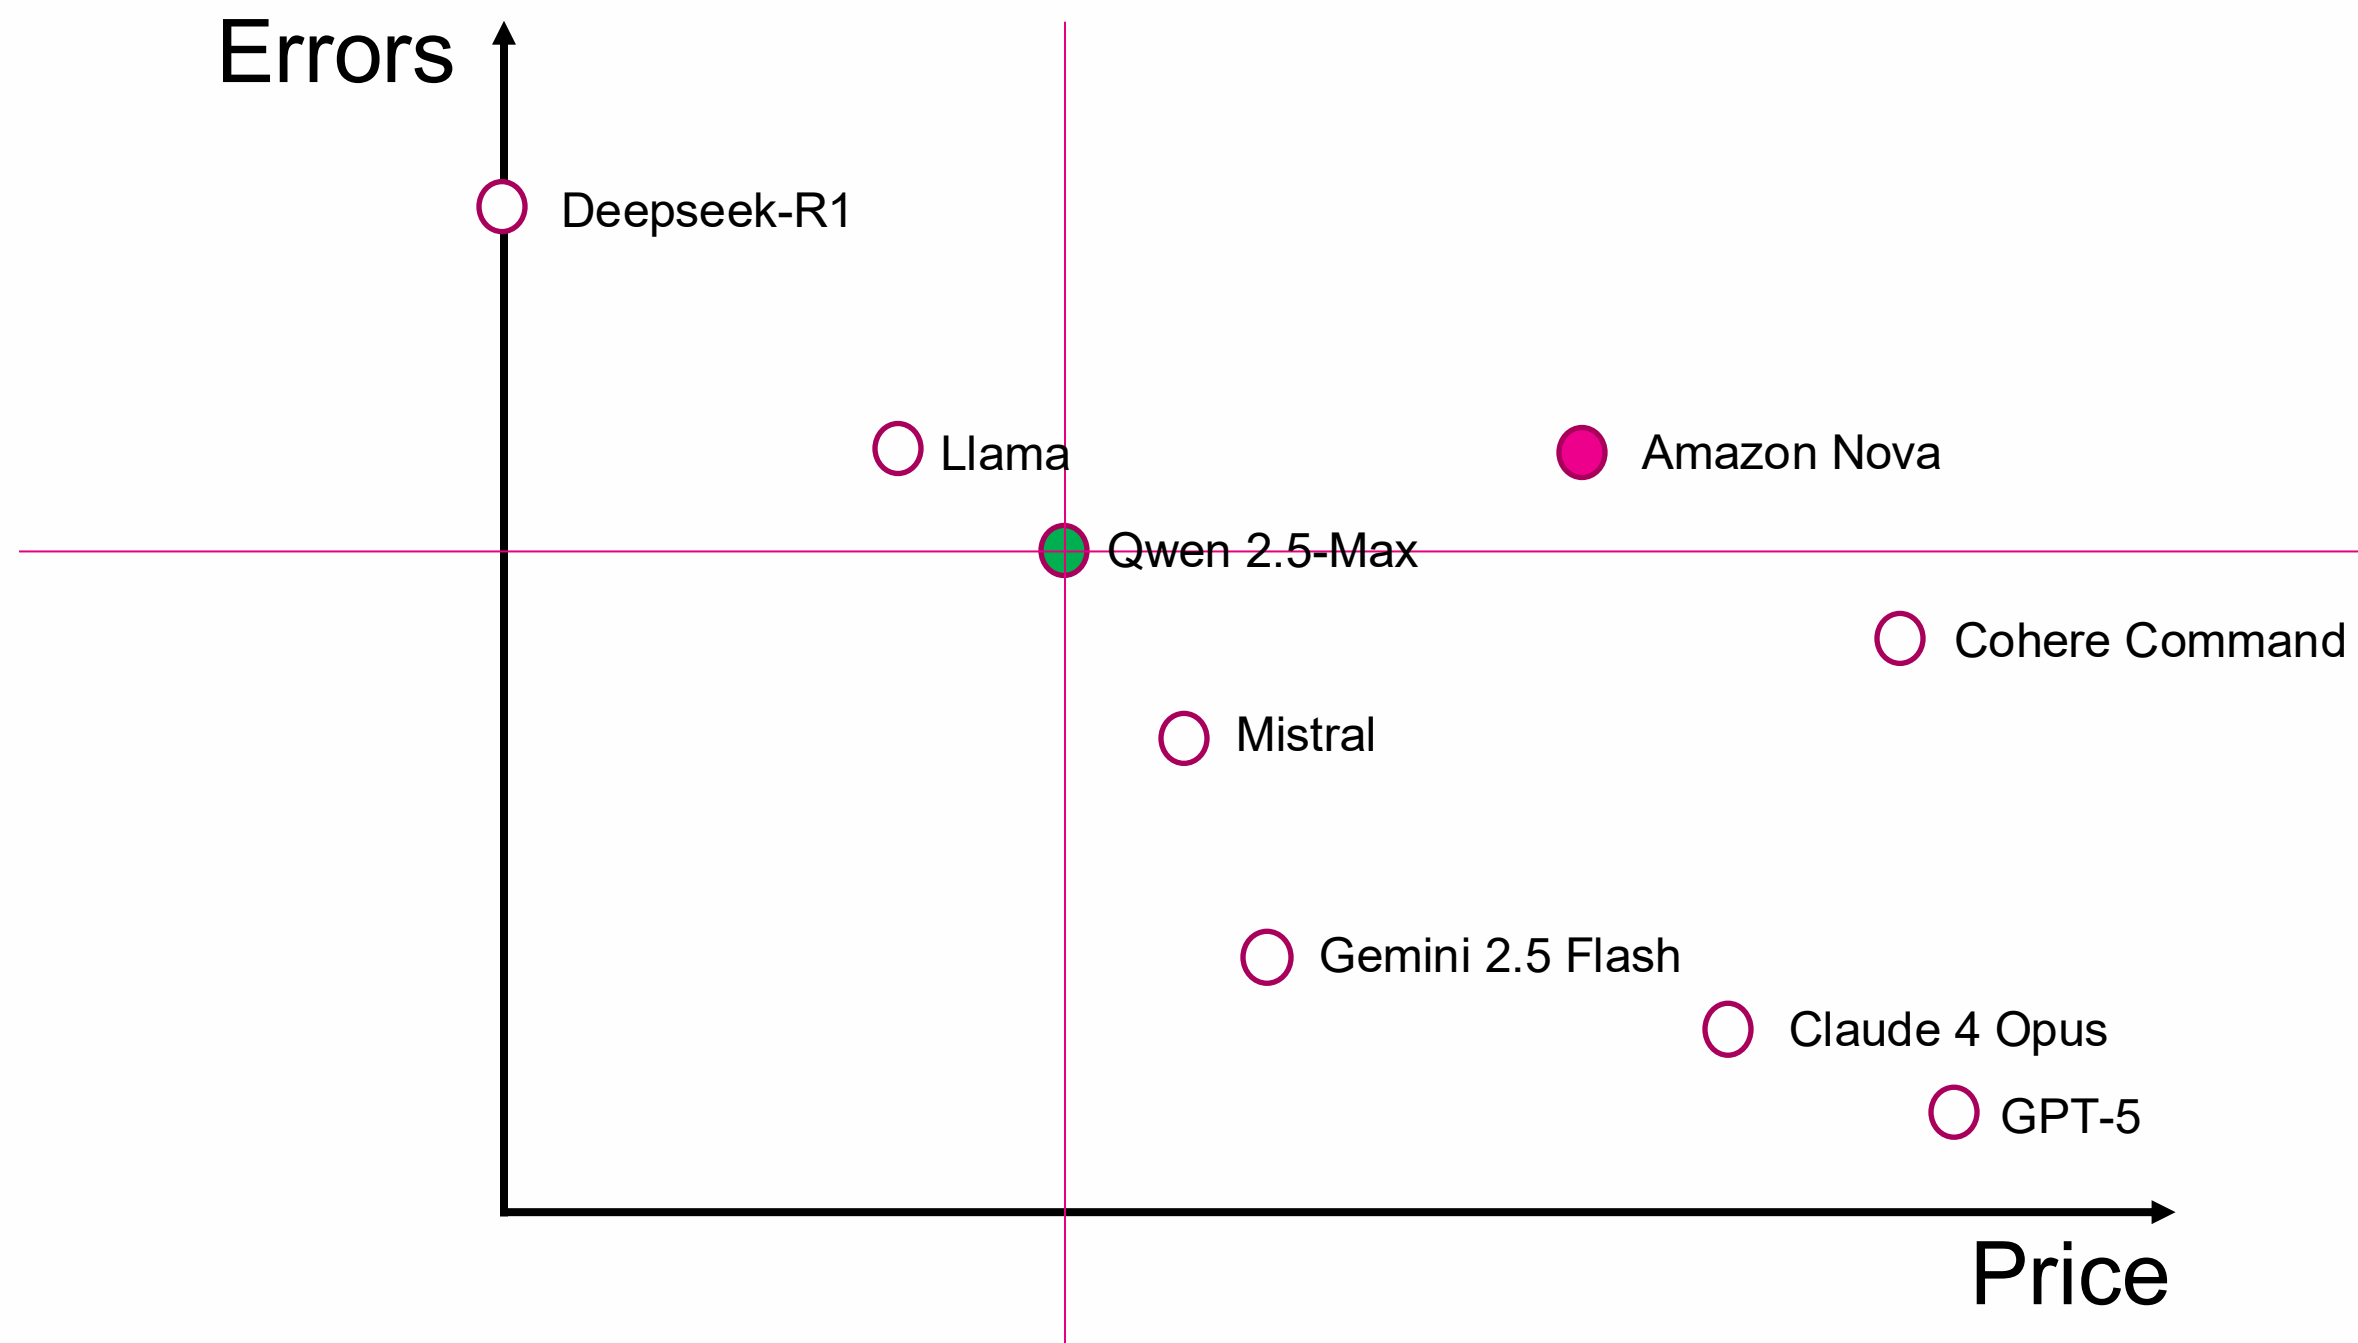 Errors
Deepseek-R1
Llama
Amazon Nova
Qwen 2.5-Max
Cohere Command
Mistral
Gemini 2.5 Flash
Claude 4 Opus
GPT-5
Price